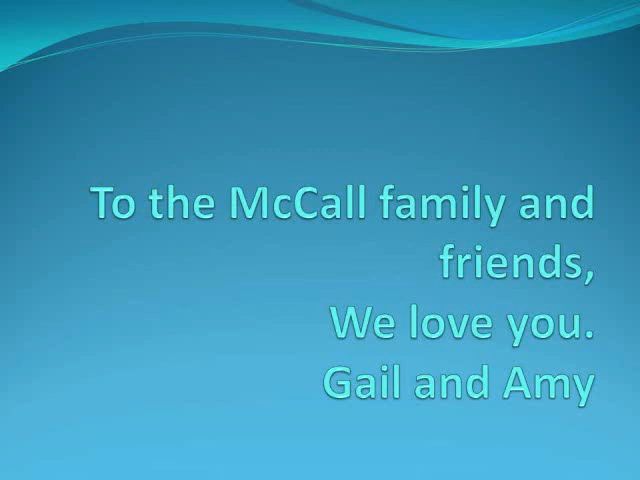 To the McCall family and
friends,
We love you.
Gail and Amy